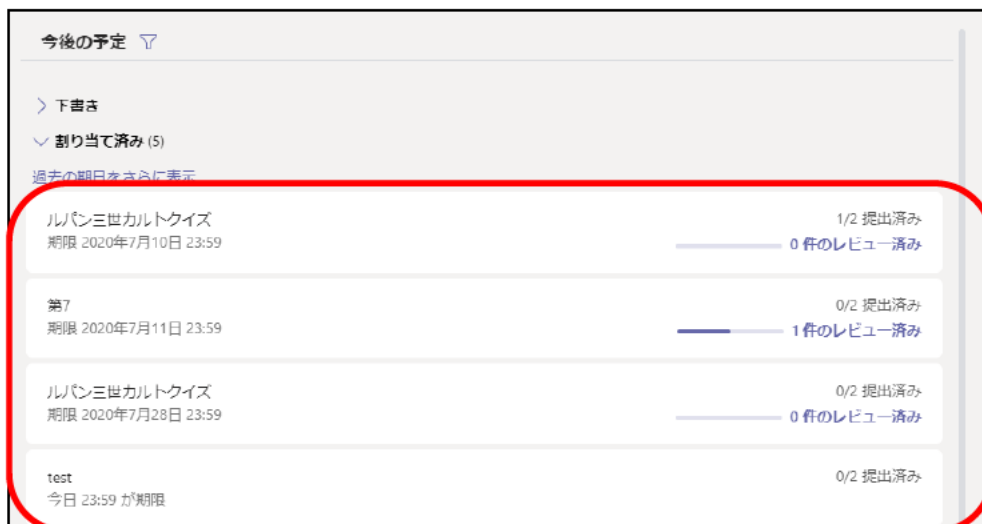 今後の予定
下書き
割り当て済み (5)
過去の期日をさらに表示
ルパン三世カルトクイズ
1/2 提出済み
期限 2020年7月10日 23:59
0 件のレビュー済み
第7
0/2 提出済み
期限 2020年7月11日 23:59
1 件のレビュー済み
ルパン三世カルトクイズ
0/2 提出済み
期限 2020年7月28日 23:59
0 件のレビュー済み
test
0/2 提出済み
今日 23:59 が期限